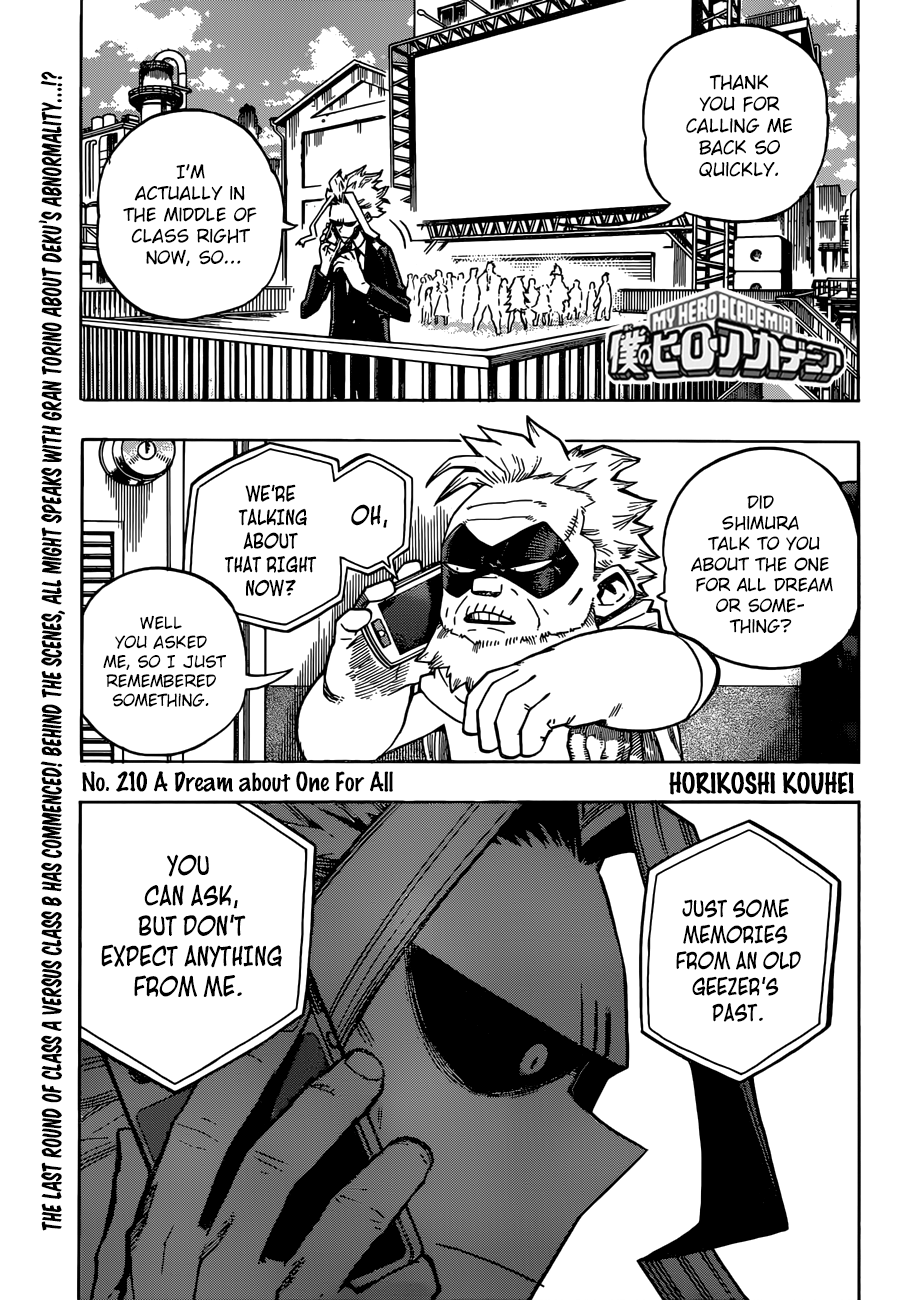 THE LAST ROUND OF CLASS A VERSUS CLASS B HAS COMMENCED! BEHIND THE SCENES, ALL MIGHT SPEAKS WITH GRAN TORINO ABOUT DEKU'S ABNORMALITY...!?
THANK
YOU FOR
CALLING ME
BACK SO
QUICKLY.
I'M
ACTUALLY IN
THE MIDDLE OF
CLASS RIGHT
NOW, SO...
MY HERO ACADEMIA
僕のヒーローアカデミア
DID
SHIMURA
TALK TO YOU
ABOUT THE ONE
FOR ALL DREAM
OR SOME-
THING?
OH,
WE'RE
TALKING
ABOUT
THAT RIGHT
NOW?
WELL
YOU ASKED
ME, SO I JUST
REMEMBERED
SOMETHING.
No. 210 A Dream about One For All
HORIKOSHI KOUHEI
JUST SOME
MEMORIES
FROM AN OLD
GEEZER'S
PAST.
YOU
CAN ASK,
BUT DON'T
EXPECT ANYTHING
FROM ME.